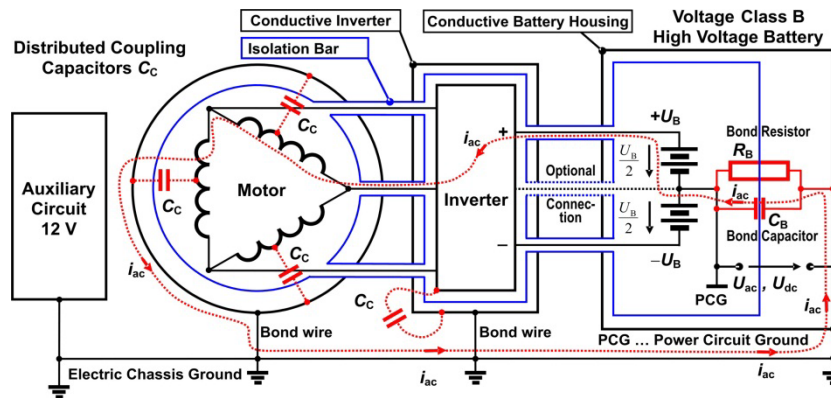 Conductive Inverter
Conductive Battery Housing
Voltage Class B
High Voltage Battery
Distributed Coupling
Capacitors CC
Isolation Bar
CC
iac
+UB
Bond Resistor
RB
+
UB
2
Optional
Auxiliary
Circuit
12 V
CC
Motor
Inverter
iac
Connec-
tion
UB
2
CB
Bond Capacitor
CC
−
−UB
iac
CC
PCG
Uac , Udc
iac
Bond wire
Bond wire
PCG ... Power Circuit Ground
Electric Chassis Ground
iac
iac